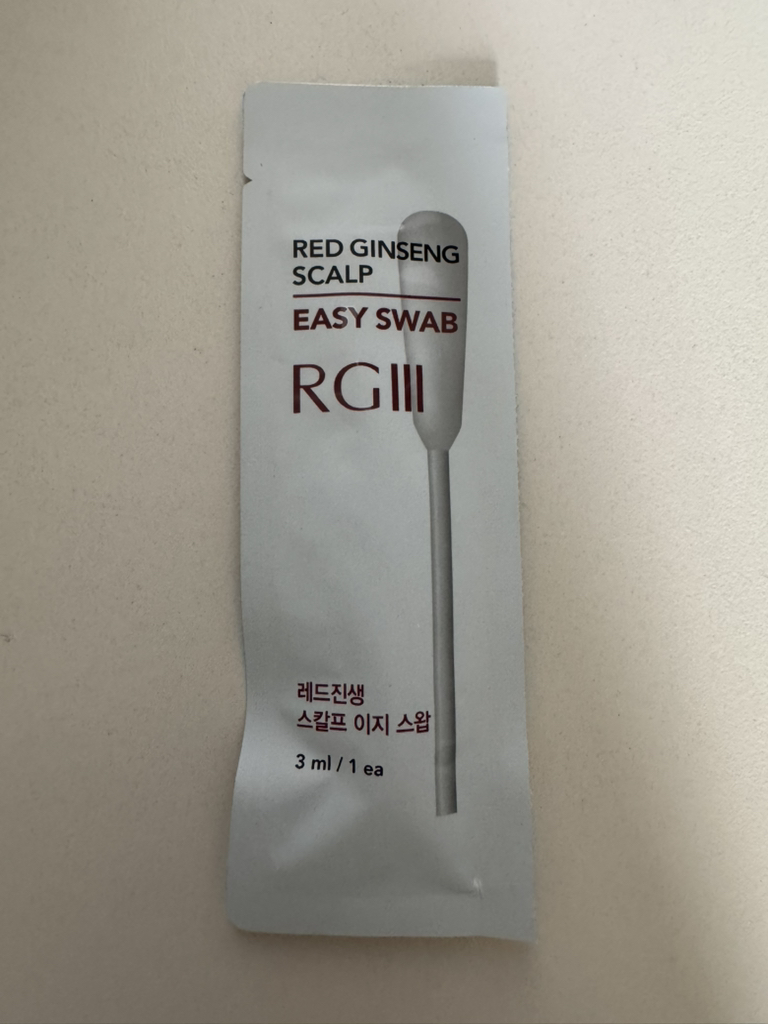 RED GINSENG
SCALP
EASY SWAB
RGIII
레드진생
스칼프 이지 스왑
3 ml / 1 ea